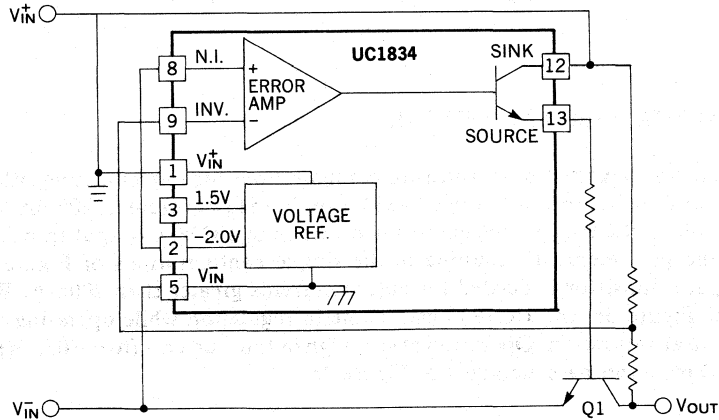 V+IN
UC1834
SINK
8 N.I. + 12
ERROR
AMP
9 INV. – 13
SOURCE
1 V+IN
3 1.5V
VOLTAGE
REF.
2 –2.0V
5 V–IN
V–IN
Q1
VOUT